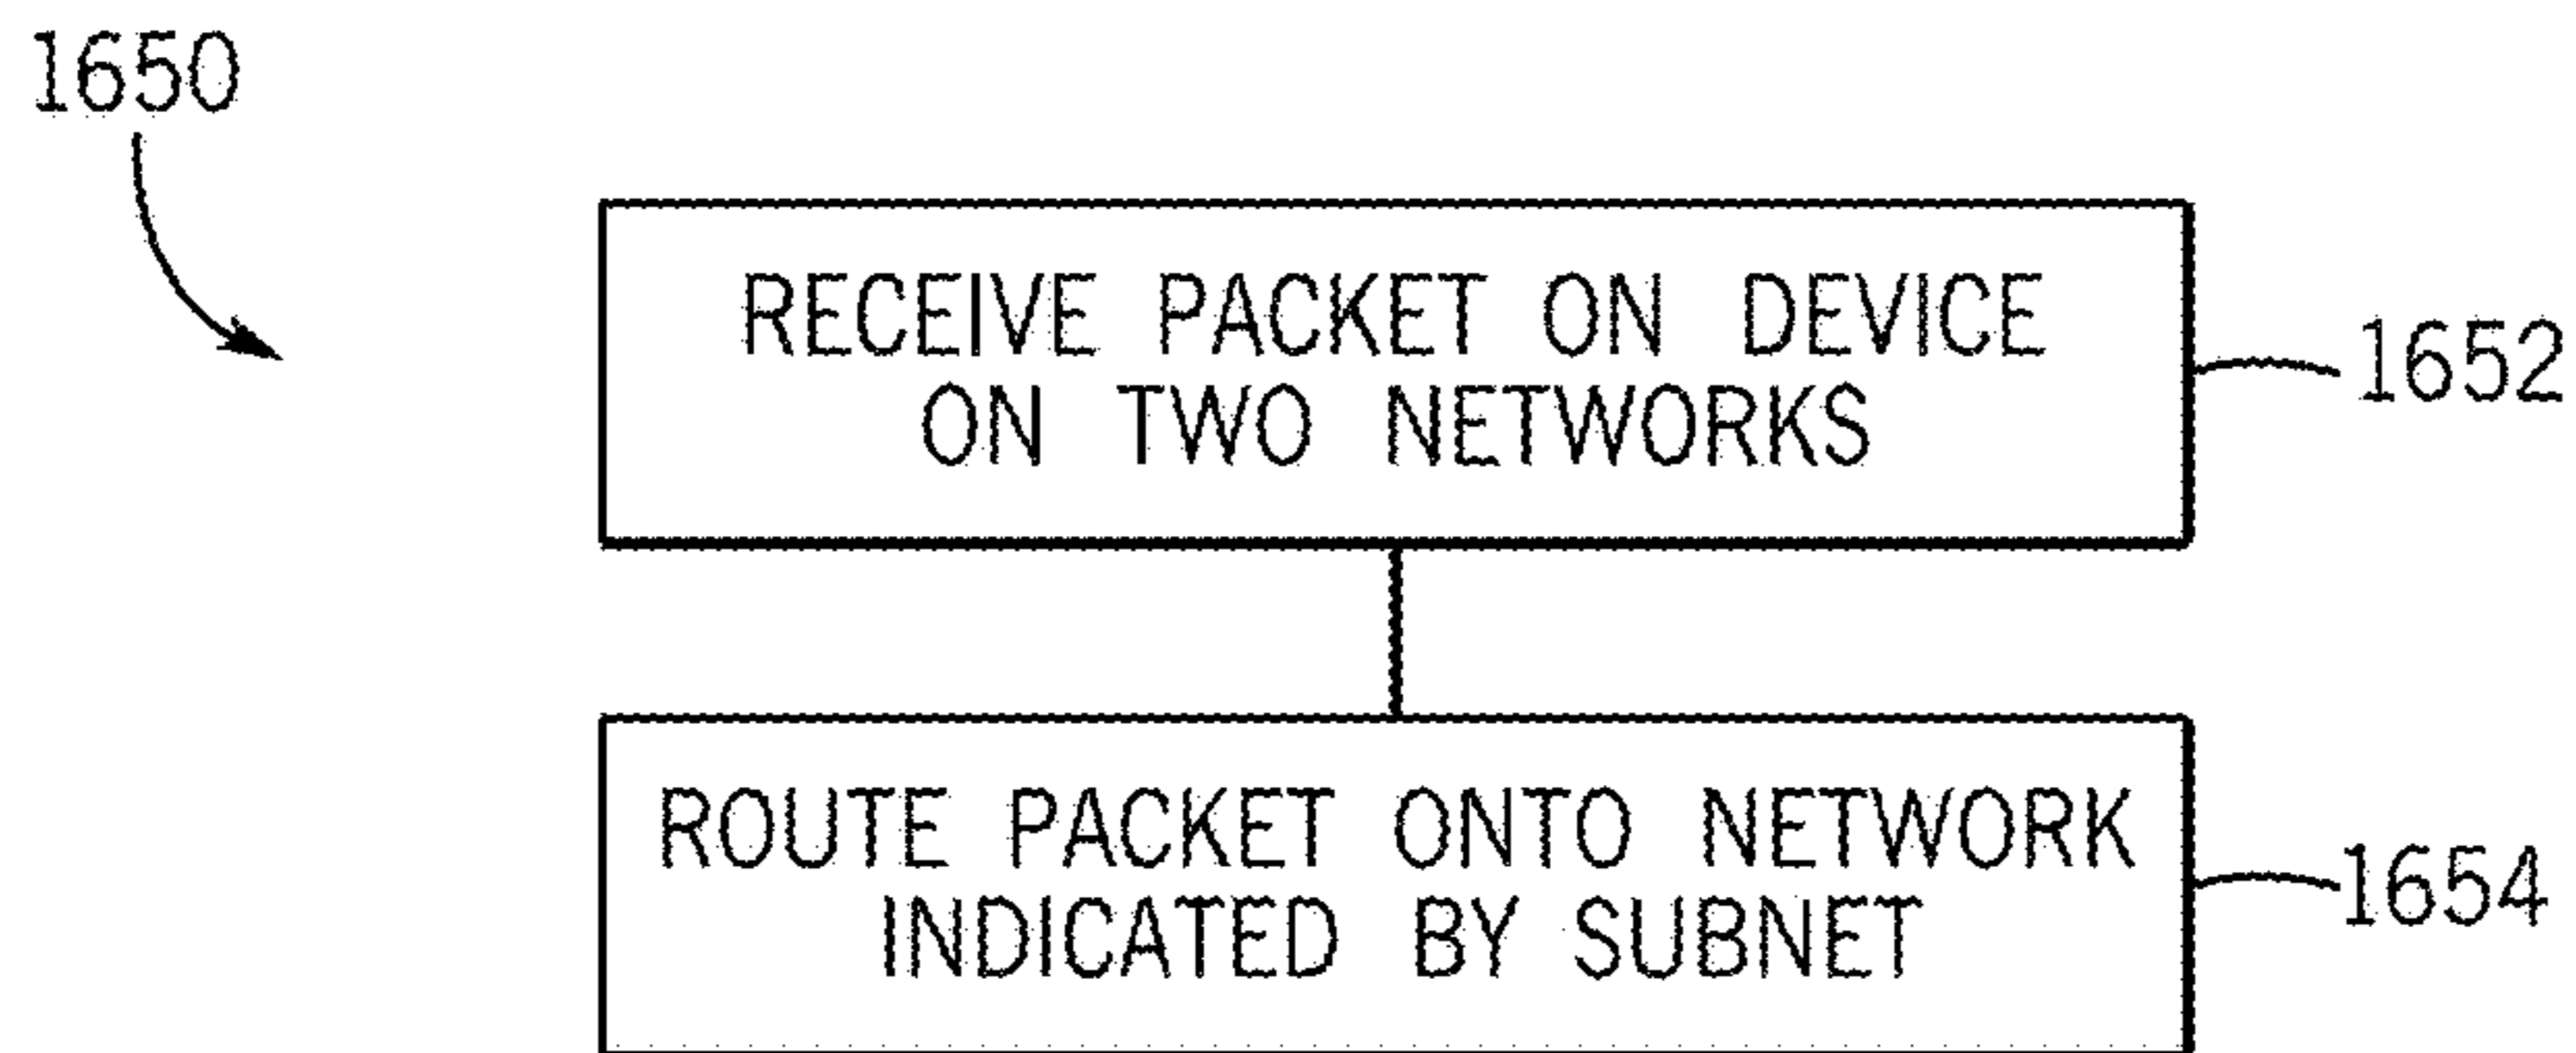 1650
RECEIVE PACKET ON DEVICE
ON TWO NETWORKS
1652
ROUTE PACKET ONTO NETWORK
INDICATED BY SUBNET
1654